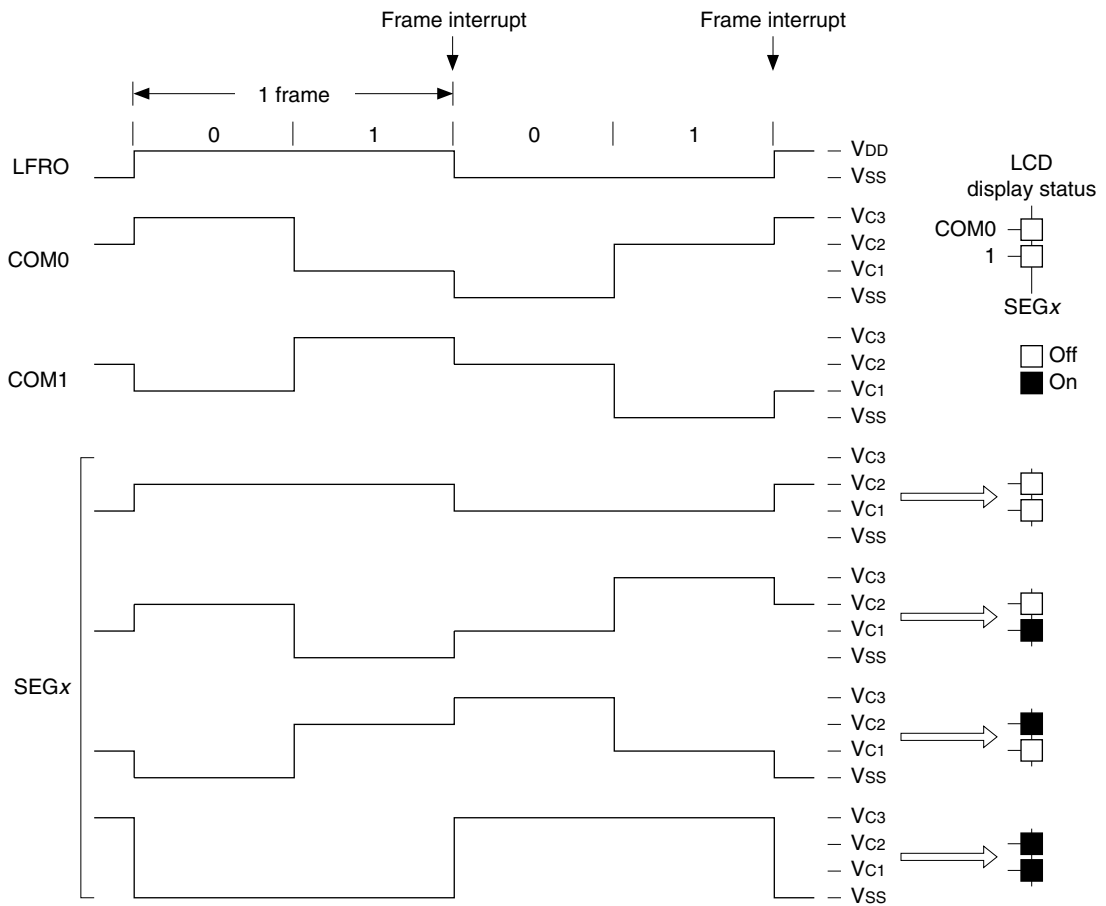 Frame interrupt Frame interrupt
1 frame
0 1 0 1
LFRO
VDD
VSS
COM0
VC3
VC2
VC1
VSS
COM1
VC3
VC2
VC1
VSS
SEGx
VC3
VC2
VC1
VSS
VC3
VC2
VC1
VSS
VC3
VC2
VC1
VSS
VC3
VC2
VC1
VSS
LCD
display status
COM0
1
SEGx
Off
On